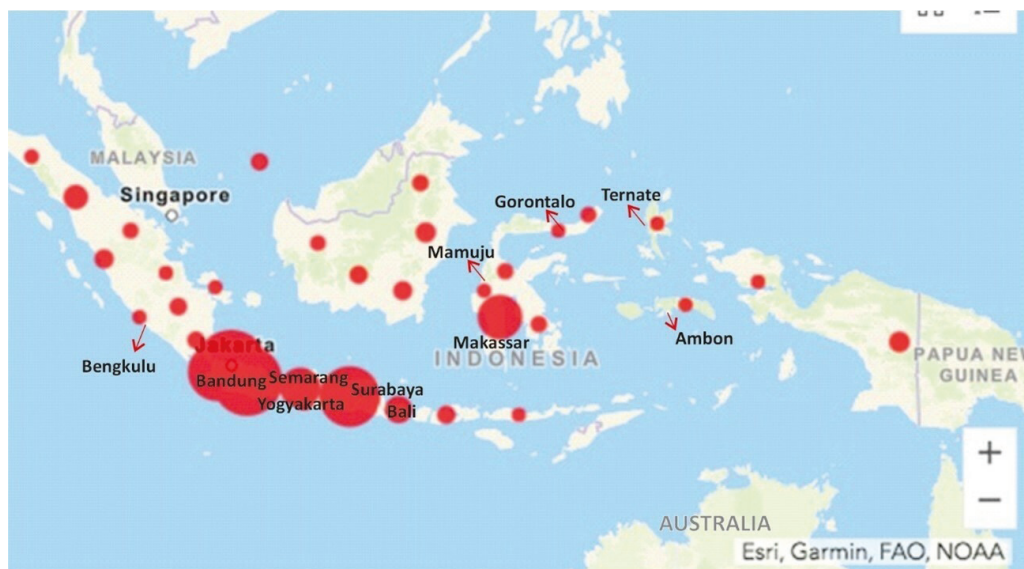 MALAYSIA
Singapore
Gorontalo
Ternate
Mamuju
Makassar
INDONESIA
Ambon
Jakarta
Bengkulu
Bandung
Semarang
Yogyakarta
Surabaya
Bali
PAPUA NEW
GUINEA
AUSTRALIA
+
−
Esri, Garmin, FAO, NOAA